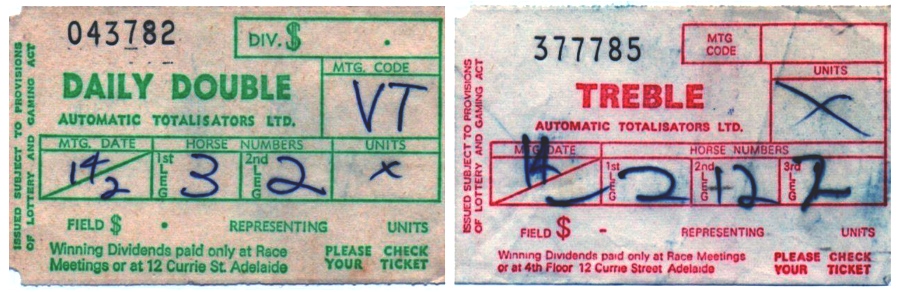 043782
DIV. $ .
MTG. CODE
VT
DAILY DOUBLE
AUTOMATIC TOTALISATORS LTD.
MTG. DATE HORSE NUMBERS UNITS
14/2 1st LEG 3 2nd LEG 2 x
FIELD $ . REPRESENTING UNITS
Winning Dividends paid only at Race
Meetings or at 12 Currie St. Adelaide
PLEASE CHECK
YOUR TICKET
ISSUED SUBJECT TO PROVISIONS
OF LOTTERY AND GAMING ACT
377785
MTG
CODE
UNITS
X
TREBLE
AUTOMATIC TOTALISATORS LTD.
MTG DATE HORSE NUMBERS
1st LEG 2 2nd LEG 3rd LEG 2
FIELD $ - REPRESENTING UNITS
Winning Dividends paid only at Race Meetings
or at 4th Floor 12 Currie Street Adelaide
PLEASE CHECK
YOUR TICKET
ISSUED SUBJECT TO PROVISIONS
OF LOTTERY AND GAMING ACT